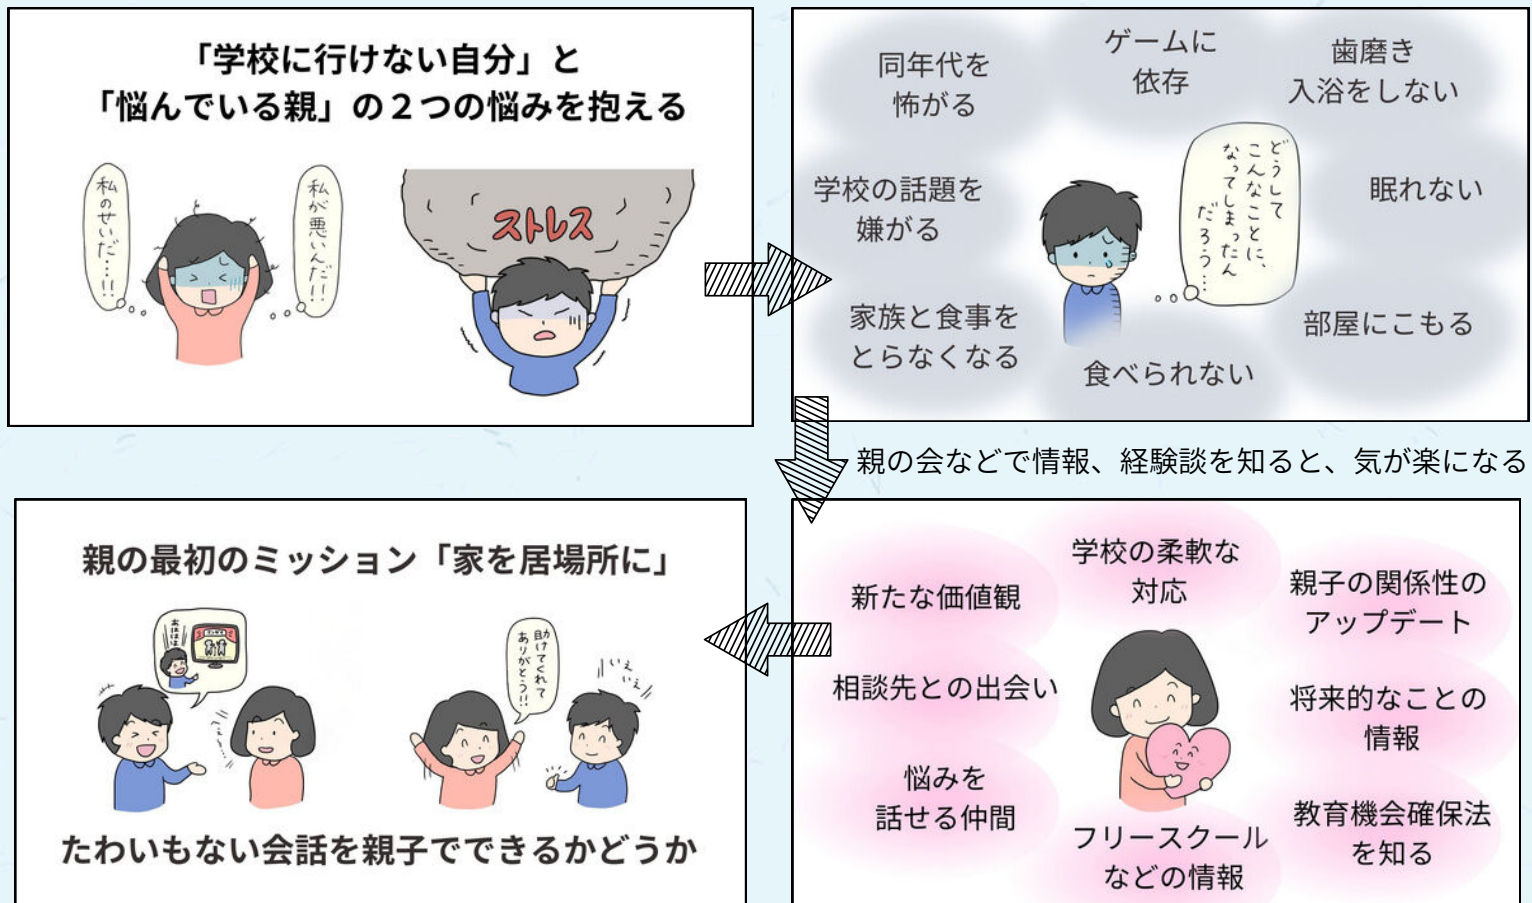 「学校に行けない自分」と
「悩んでいる親」の２つの悩みを抱える
私のせいだ…!!
私が悪いんだ!!
ストレス
同年代を
怖がる
ゲームに
依存
歯磨き
入浴をしない
学校の話題を
嫌がる
どうして
こんなことに、
なってしまったん
だろう…
眠れない
家族と食事を
とらなくなる
食べられない
部屋にこもる
親の会などで情報、経験談を知ると、気が楽になる
新たな価値観
学校の柔軟な
対応
親子の関係性の
アップデート
相談先との出会い
将来的なことの
情報
悩みを
話せる仲間
フリースクール
などの情報
教育機会確保法
を知る
親の最初のミッション「家を居場所に」
あははは
へぇ〜…
助けてくれて
ありがとう!!
いえ
いえ
たわいもない会話を親子でできるかどうか